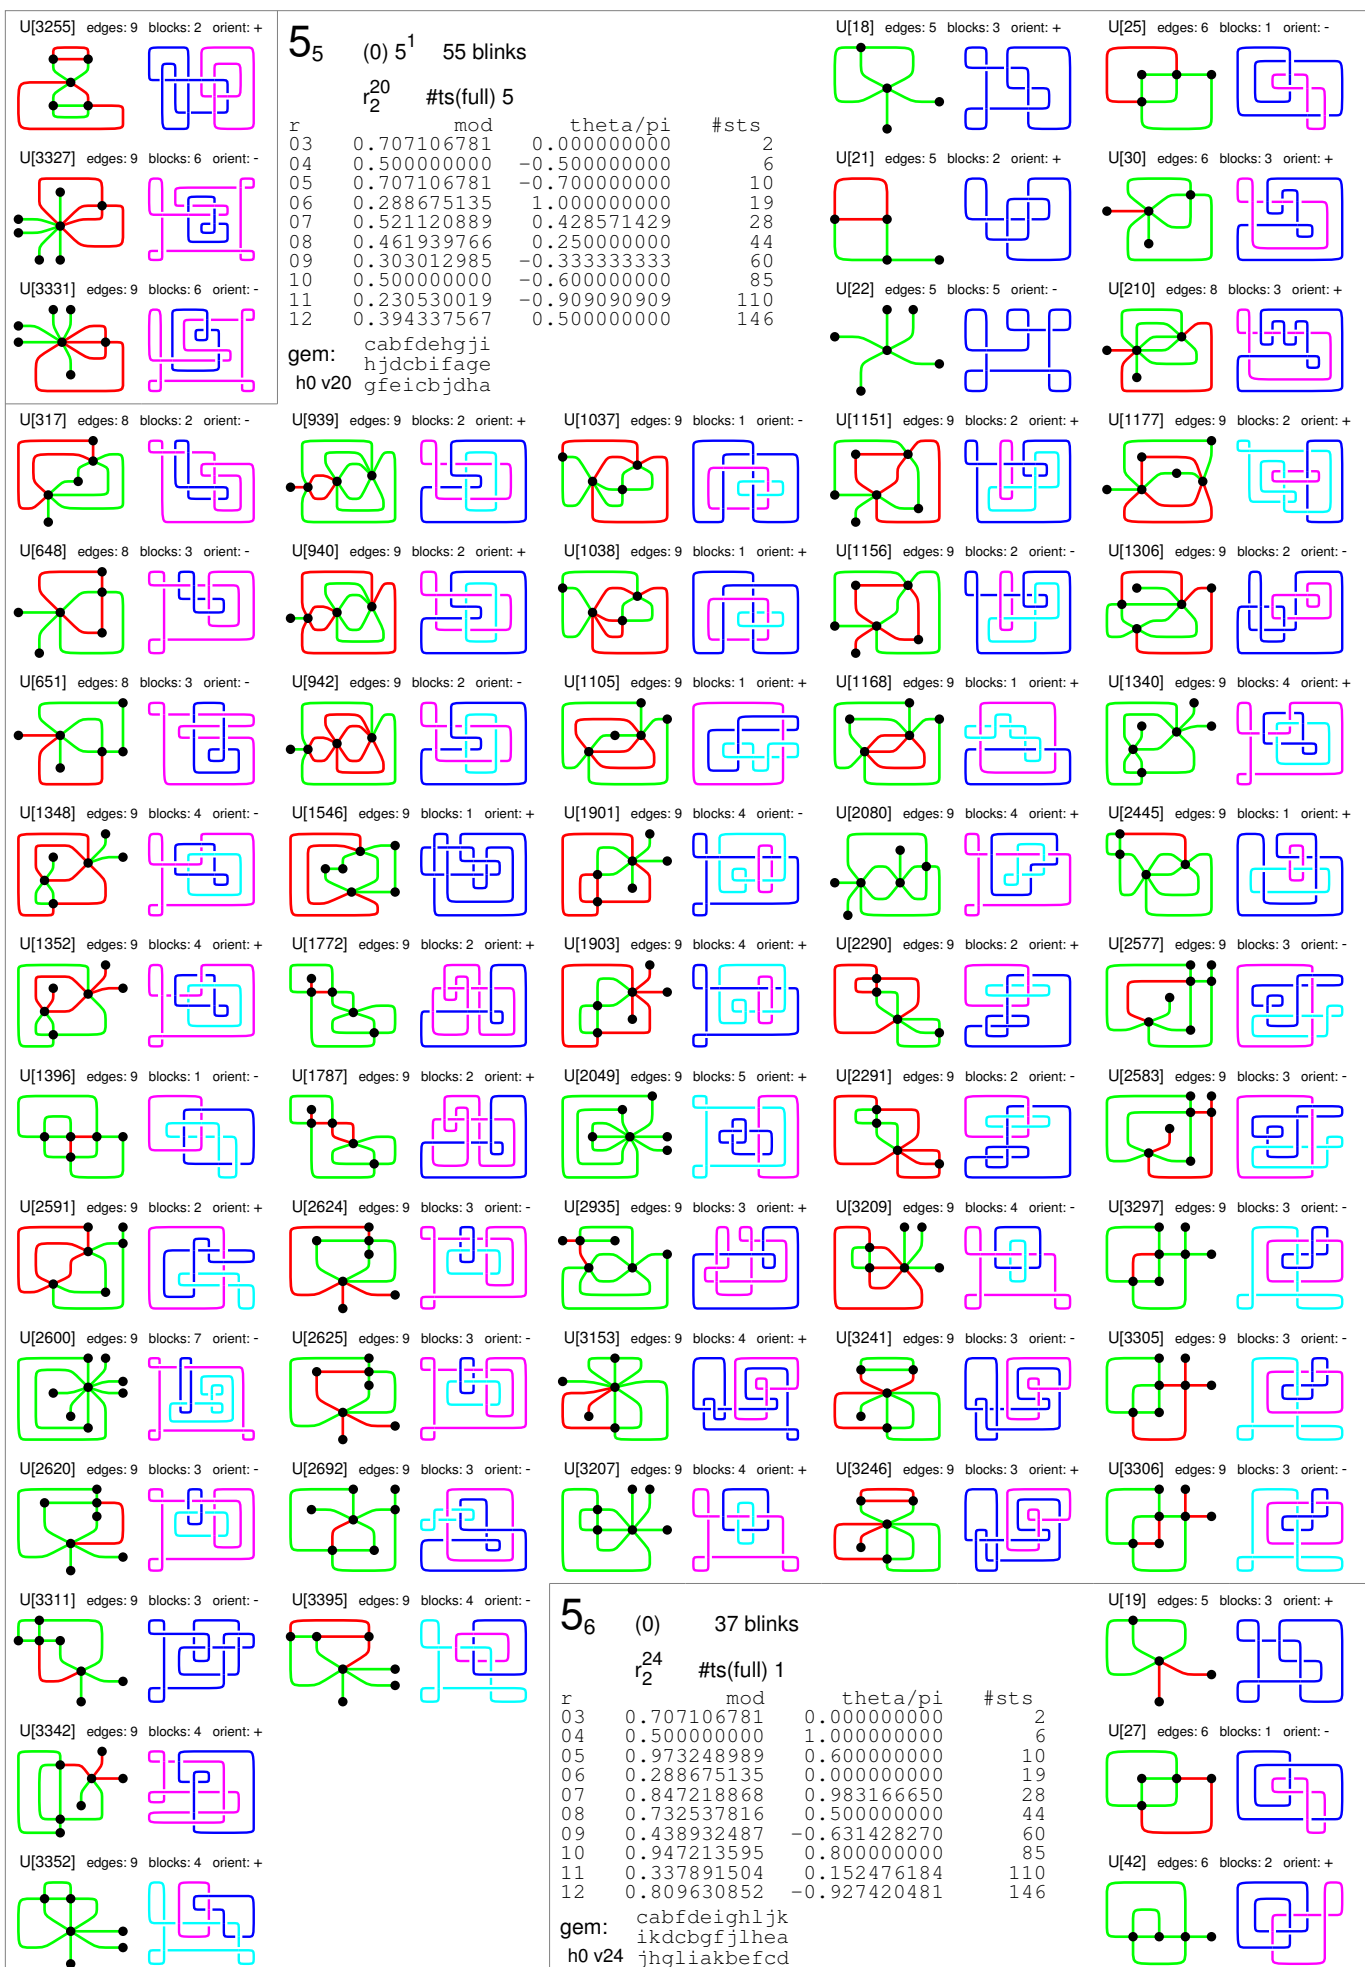 U[3255] edges: 9 blocks: 2 orient: +
U[3327] edges: 9 blocks: 6 orient: -
U[3331] edges: 9 blocks: 6 orient: -
5₅ (0) 5¹ 55 blinks
r₂²⁰ #ts(full) 5
r mod theta/pi #sts
03 0.707106781 0.000000000 2
04 0.500000000 −0.500000000 6
05 0.707106781 −0.700000000 10
06 0.288675135 1.000000000 19
07 0.521120889 0.428571429 28
08 0.461939766 0.250000000 44
09 0.303012985 −0.333333333 60
10 0.500000000 −0.600000000 85
11 0.230530019 −0.909090909 110
12 0.394337567 0.500000000 146
gem: cabfdehgji
hjdcbifage
h0 v20 gfeicbjdha
U[18] edges: 5 blocks: 3 orient: +
U[25] edges: 6 blocks: 1 orient: -
U[21] edges: 5 blocks: 2 orient: +
U[30] edges: 6 blocks: 3 orient: +
U[22] edges: 5 blocks: 5 orient: -
U[210] edges: 8 blocks: 3 orient: +
U[317] edges: 8 blocks: 2 orient: -
U[939] edges: 9 blocks: 2 orient: +
U[1037] edges: 9 blocks: 1 orient: -
U[1151] edges: 9 blocks: 2 orient: +
U[1177] edges: 9 blocks: 2 orient: +
U[648] edges: 8 blocks: 3 orient: -
U[940] edges: 9 blocks: 2 orient: +
U[1038] edges: 9 blocks: 1 orient: +
U[1156] edges: 9 blocks: 2 orient: -
U[1306] edges: 9 blocks: 2 orient: -
U[651] edges: 8 blocks: 3 orient: -
U[942] edges: 9 blocks: 2 orient: -
U[1105] edges: 9 blocks: 1 orient: +
U[1168] edges: 9 blocks: 1 orient: +
U[1340] edges: 9 blocks: 4 orient: +
U[1348] edges: 9 blocks: 4 orient: -
U[1546] edges: 9 blocks: 1 orient: +
U[1901] edges: 9 blocks: 4 orient: -
U[2080] edges: 9 blocks: 4 orient: +
U[2445] edges: 9 blocks: 1 orient: +
U[1352] edges: 9 blocks: 4 orient: +
U[1772] edges: 9 blocks: 2 orient: +
U[1903] edges: 9 blocks: 4 orient: +
U[2290] edges: 9 blocks: 2 orient: +
U[2577] edges: 9 blocks: 3 orient: -
U[1396] edges: 9 blocks: 1 orient: -
U[1787] edges: 9 blocks: 2 orient: +
U[2049] edges: 9 blocks: 5 orient: +
U[2291] edges: 9 blocks: 2 orient: -
U[2583] edges: 9 blocks: 3 orient: -
U[2591] edges: 9 blocks: 2 orient: +
U[2624] edges: 9 blocks: 3 orient: -
U[2935] edges: 9 blocks: 3 orient: +
U[3209] edges: 9 blocks: 4 orient: -
U[3297] edges: 9 blocks: 3 orient: -
U[2600] edges: 9 blocks: 7 orient: -
U[2625] edges: 9 blocks: 3 orient: -
U[3153] edges: 9 blocks: 4 orient: +
U[3241] edges: 9 blocks: 3 orient: -
U[3305] edges: 9 blocks: 3 orient: -
U[2620] edges: 9 blocks: 3 orient: -
U[2692] edges: 9 blocks: 3 orient: -
U[3207] edges: 9 blocks: 4 orient: +
U[3246] edges: 9 blocks: 3 orient: +
U[3306] edges: 9 blocks: 3 orient: -
U[3311] edges: 9 blocks: 3 orient: -
U[3395] edges: 9 blocks: 4 orient: -
U[3342] edges: 9 blocks: 4 orient: +
U[3352] edges: 9 blocks: 4 orient: +
5₆ (0) 37 blinks
r₂²⁴ #ts(full) 1
r mod theta/pi #sts
03 0.707106781 0.000000000 2
04 0.500000000 1.000000000 6
05 0.973248989 0.600000000 10
06 0.288675135 0.000000000 19
07 0.847218868 0.983166650 28
08 0.732537816 0.500000000 44
09 0.438932487 −0.631428270 60
10 0.947213595 0.800000000 85
11 0.337891504 0.152476184 110
12 0.809630852 −0.927420481 146
gem: cabfdeighljk
ikdcbgfjlhea
h0 v24 jhgliakbefcd
U[19] edges: 5 blocks: 3 orient: +
U[27] edges: 6 blocks: 1 orient: -
U[42] edges: 6 blocks: 2 orient: +